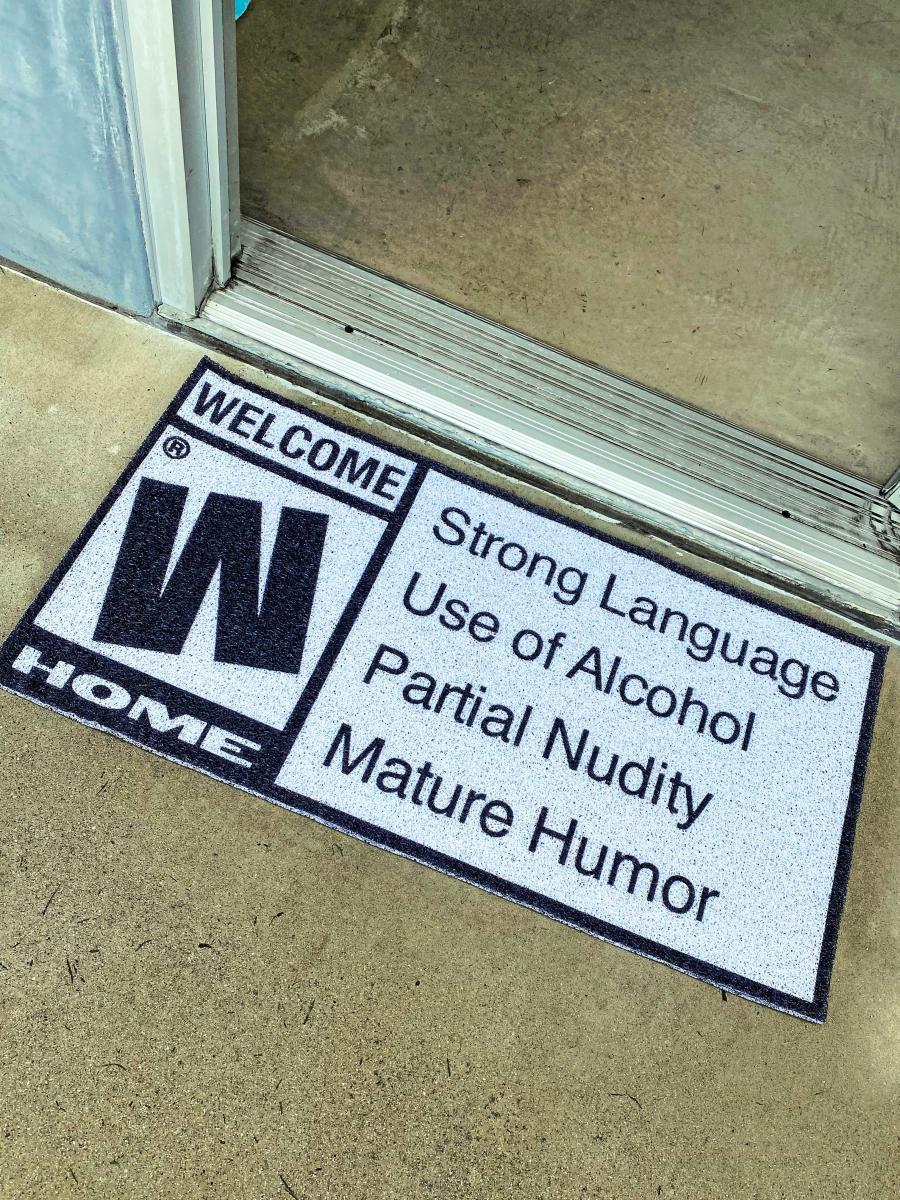 WELCOME
®
W
HOME
Strong Language
Use of Alcohol
Partial Nudity
Mature Humor